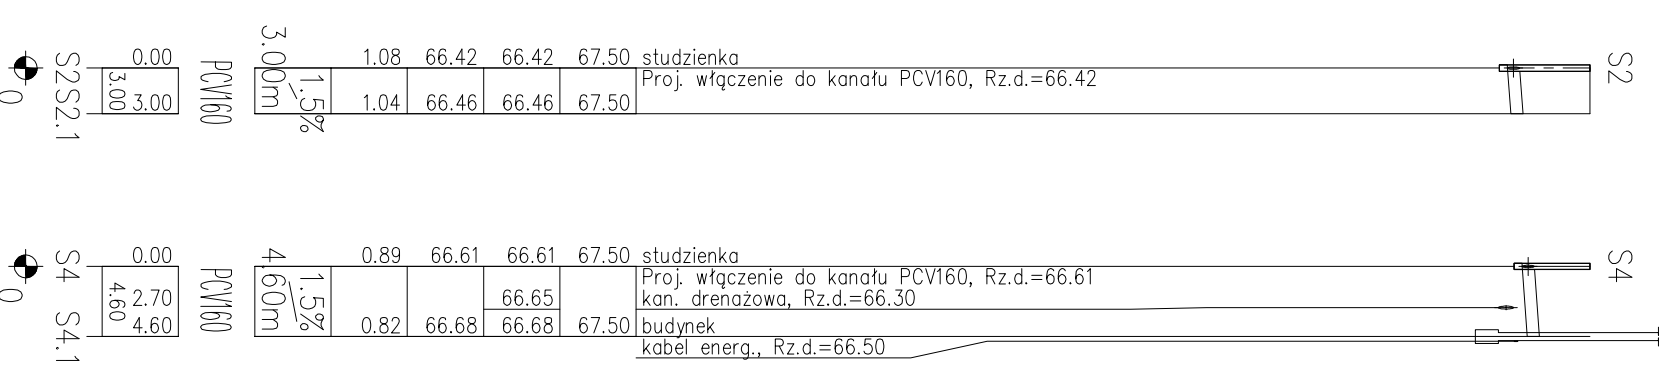 S2 S2.1
0
0.00
3.00 3.00
PCV160
3.00m 1.5%
1.08 66.42 66.42 67.50 studzienka
Proj. włączenie do kanału PCV160, Rz.d.=66.42
1.04 66.46 66.46 67.50
S2
S4 S4.1
0
0.00
4.60 2.70
4.60
PCV160
4.60m 1.5%
0.89 66.61 66.61 67.50 studzienka
Proj. włączenie do kanału PCV160, Rz.d.=66.61
66.65 kan. drenażowa, Rz.d.=66.30
0.82 66.68 66.68 67.50 budynek
kabel energ., Rz.d.=66.50
S4